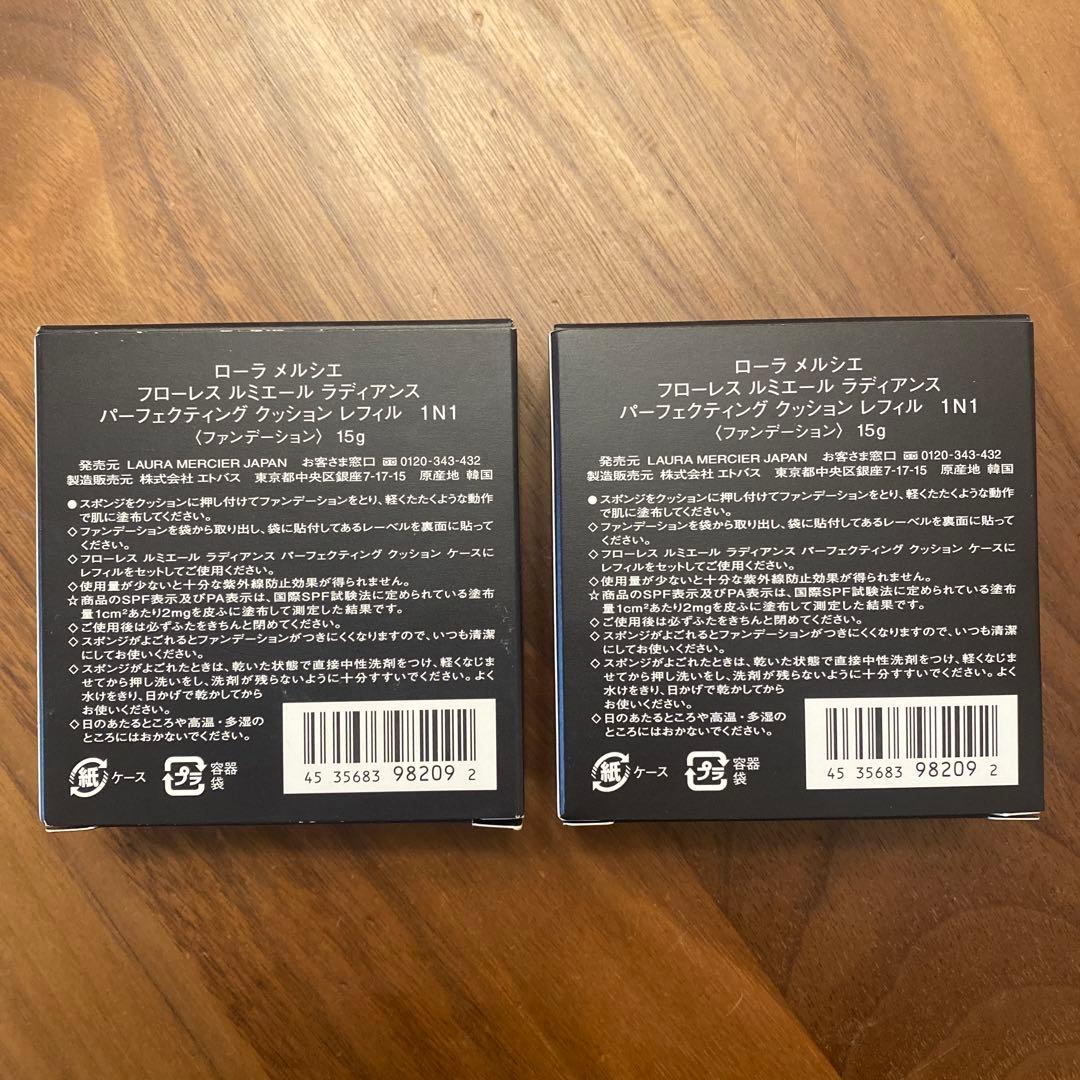 ローラ メルシエ
フローレス ルミエール ラディアンス
パーフェクティング クッション レフィル 1N1
〈ファンデーション〉 15g
発売元 LAURA MERCIER JAPAN お客さま窓口 0120-343-432
製造販売元 株式会社 エトバス 東京都中央区銀座7-17-15 原産地 韓国
●スポンジをクッションに押し付けてファンデーションをとり、軽くたたくような動作
で肌に塗布してください。
◇ファンデーションを袋から取り出し、袋に貼付してあるレーベルを裏面に貼って
ください。
◇フローレス ルミエール ラディアンス パーフェクティング クッション ケースに
レフィルをセットしてご使用ください。
◇使用量が少ないと十分な紫外線防止効果が得られません。
☆商品のSPF表示及びPA表示は、国際SPF試験法に定められている塗布
量1cm²あたり2mgを皮ふに塗布して測定した結果です。
◇ご使用後は必ずふたをきちんと閉めてください。
◇スポンジがよごれるとファンデーションがつきにくくなりますので、いつも清潔
にしてお使いください。
◇スポンジがよごれたときは、乾いた状態で直接中性洗剤をつけ、軽くなじま
せてから押し洗いをし、洗剤が残らないように十分すすいでください。よく
水けをきり、日かげで乾かしてから
お使いください。
◇日のあたるところや高温・多湿の
ところにはおかないでください。
紙 ケース プラ 容器
袋
4 535683 982092
ローラ メルシエ
フローレス ルミエール ラディアンス
パーフェクティング クッション レフィル 1N1
〈ファンデーション〉 15g
発売元 LAURA MERCIER JAPAN お客さま窓口 0120-343-432
製造販売元 株式会社 エトバス 東京都中央区銀座7-17-15 原産地 韓国
●スポンジをクッションに押し付けてファンデーションをとり、軽くたたくような動作
で肌に塗布してください。
◇ファンデーションを袋から取り出し、袋に貼付してあるレーベルを裏面に貼って
ください。
◇フローレス ルミエール ラディアンス パーフェクティング クッション ケースに
レフィルをセットしてご使用ください。
◇使用量が少ないと十分な紫外線防止効果が得られません。
☆商品のSPF表示及びPA表示は、国際SPF試験法に定められている塗布
量1cm²あたり2mgを皮ふに塗布して測定した結果です。
◇ご使用後は必ずふたをきちんと閉めてください。
◇スポンジがよごれるとファンデーションがつきにくくなりますので、いつも清潔
にしてお使いください。
◇スポンジがよごれたときは、乾いた状態で直接中性洗剤をつけ、軽くなじま
せてから押し洗いをし、洗剤が残らないように十分すすいでください。よく
水けをきり、日かげで乾かしてから
お使いください。
◇日のあたるところや高温・多湿の
ところにはおかないでください。
紙 ケース プラ 容器
袋
4 535683 982092